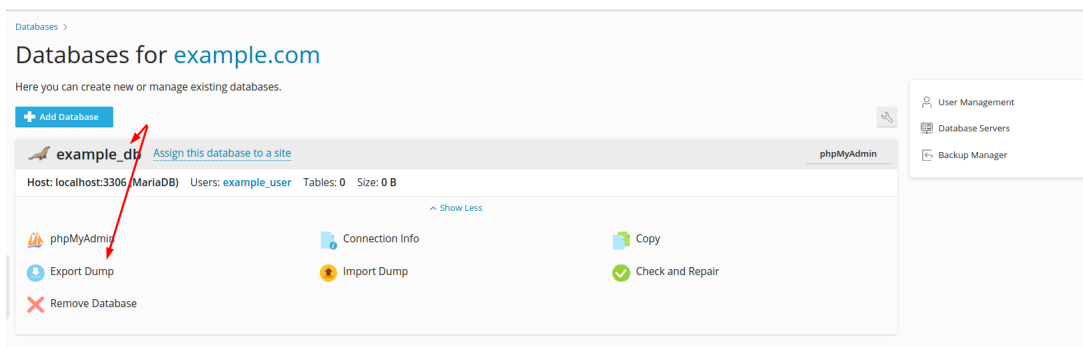 Databases >
Databases for example.com
Here you can create new or manage existing databases.
Add Database
User Management
Database Servers
Backup Manager
example_db Assign this database to a site phpMyAdmin
Host: localhost:3306 (MariaDB) Users: example_user Tables: 0 Size: 0 B
Show Less
phpMyAdmin Connection Info Copy
Export Dump Import Dump Check and Repair
Remove Database